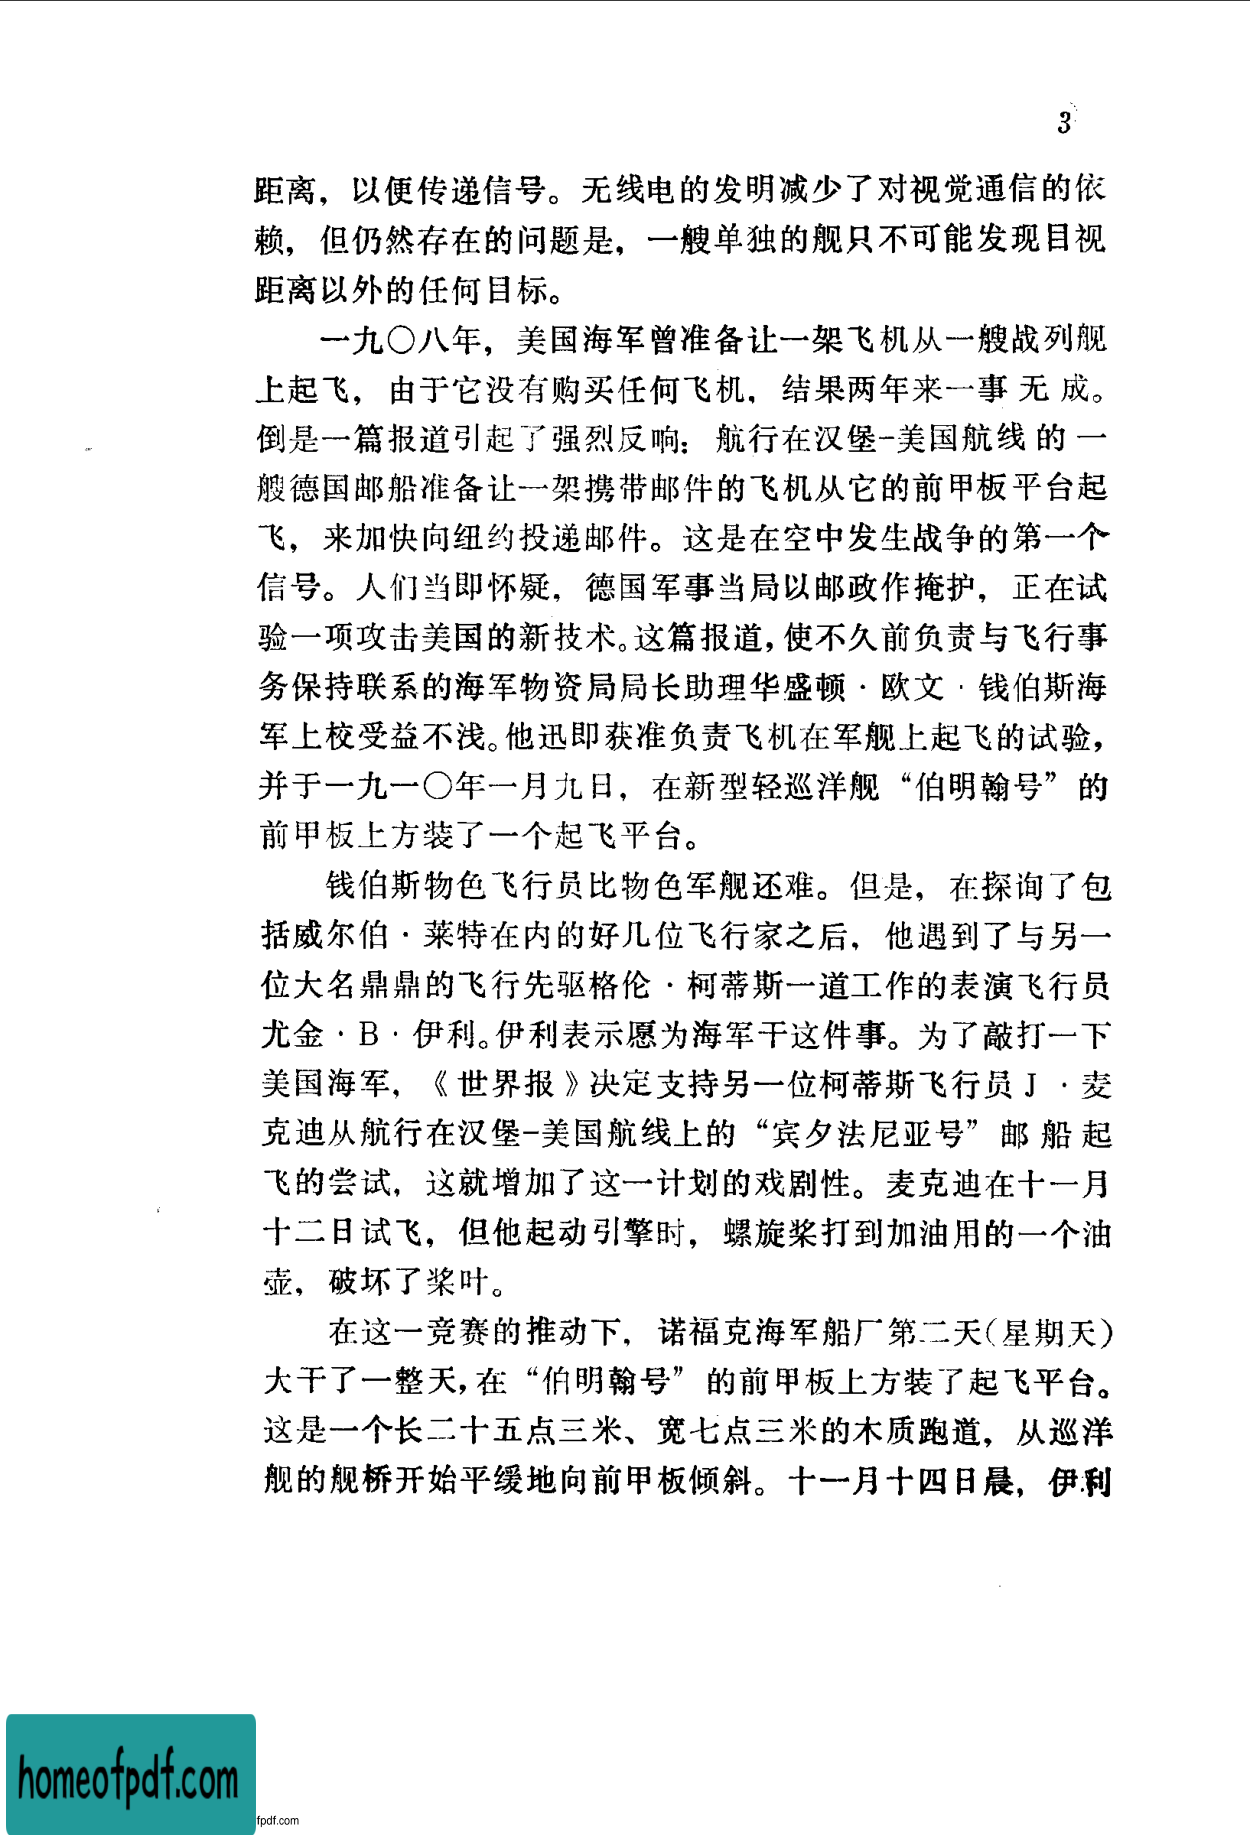 3
距离，以便传递信号。无线电的发明减少了对视觉通信的依
赖，但仍然存在的问题是，一艘单独的舰只不可能发现目视
距离以外的任何目标。
一九〇八年，美国海军曾准备让一架飞机从一艘战列舰
上起飞，由于它没有购买任何飞机，结果两年来一事无成。
倒是一篇报道引起了强烈反响：航行在汉堡-美国航线的一
艘德国邮船准备让一架携带邮件的飞机从它的前甲板平台起
飞，来加快向纽约投递邮件。这是在空中发生战争的第一个
信号。人们当即怀疑，德国军事当局以邮政作掩护，正在试
验一项攻击美国的新技术。这篇报道，使不久前负责与飞行事
务保持联系的海军物资局局长助理华盛顿·欧文·钱伯斯海
军上校受益不浅。他迅即获准负责飞机在军舰上起飞的试验，
并于一九一〇年一月九日，在新型轻巡洋舰“伯明翰号”的
前甲板上方装了一个起飞平台。
钱伯斯物色飞行员比物色军舰还难。但是，在探询了包
括威尔伯·莱特在内的好几位飞行家之后，他遇到了与另一
位大名鼎鼎的飞行先驱格伦·柯蒂斯一道工作的表演飞行员
尤金·B·伊利。伊利表示愿为海军干这件事。为了敲打一下
美国海军，《世界报》决定支持另一位柯蒂斯飞行员J·麦
克迪从航行在汉堡-美国航线上的“宾夕法尼亚号”邮船起
飞的尝试，这就增加了这一计划的戏剧性。麦克迪在十一月
十二日试飞，但他起动引擎时，螺旋桨打到加油用的一个油
壶，破坏了桨叶。
在这一竞赛的推动下，诺福克海军船厂第二天（星期天）
大干了一整天，在“伯明翰号”的前甲板上方装了起飞平台。
这是一个长二十五点三米、宽七点三米的木质跑道，从巡洋
舰的舰桥开始平缓地向前甲板倾斜。十一月十四日晨，伊利
homeofpdf.com
fpdf.com